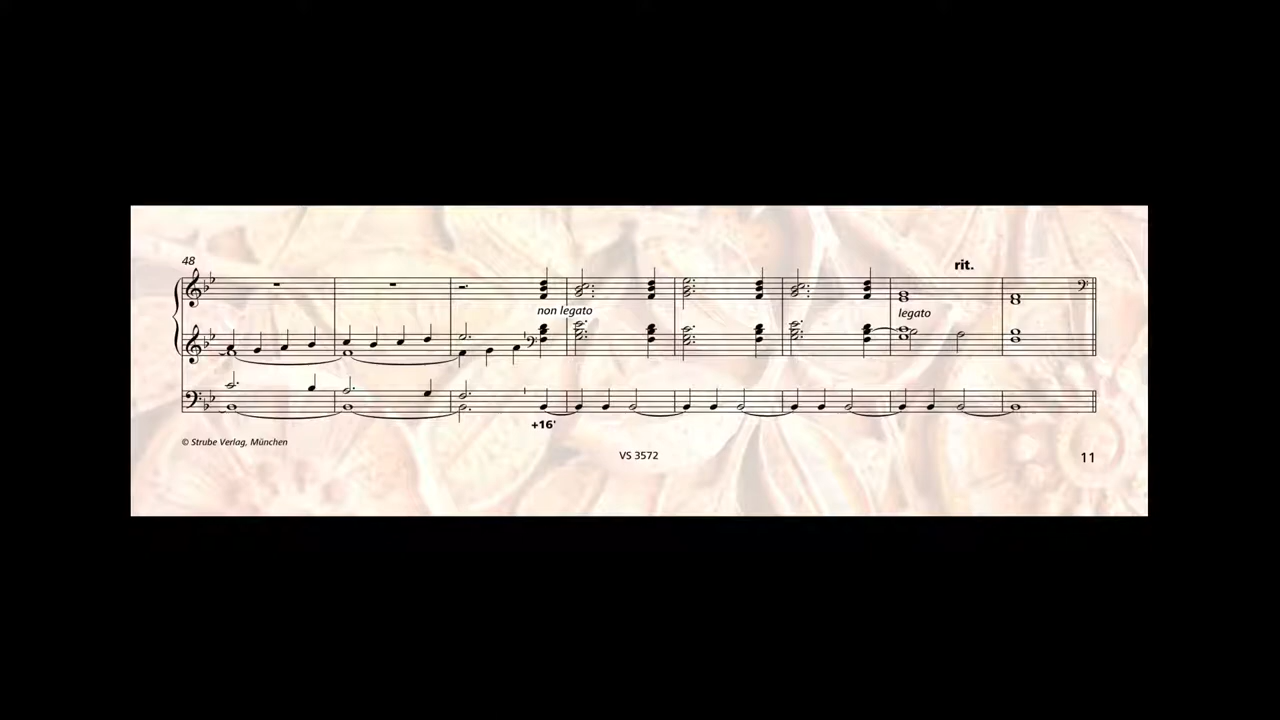 48
rit.
non legato
legato
+16'
© Strube Verlag, München
VS 3572
11